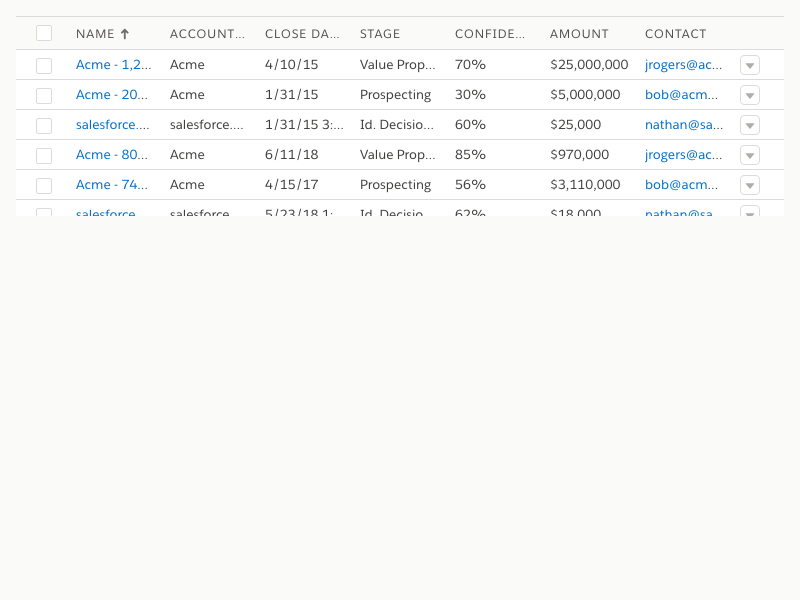 NAME ACCOUNT... CLOSE DA... STAGE CONFIDE... AMOUNT CONTACT
Acme - 1,2... Acme 4/10/15 Value Prop... 70% $25,000,000 jrogers@ac...
Acme - 20... Acme 1/31/15 Prospecting 30% $5,000,000 bob@acm...
salesforce.... salesforce.... 1/31/15 3:... Id. Decisio... 60% $25,000 nathan@sa...
Acme - 80... Acme 6/11/18 Value Prop... 85% $970,000 jrogers@ac...
Acme - 74... Acme 4/15/17 Prospecting 56% $3,110,000 bob@acm...
salesforce.... salesforce.... 5/23/18 1:... Id. Decisio... 62% $18,000 nathan@sa...